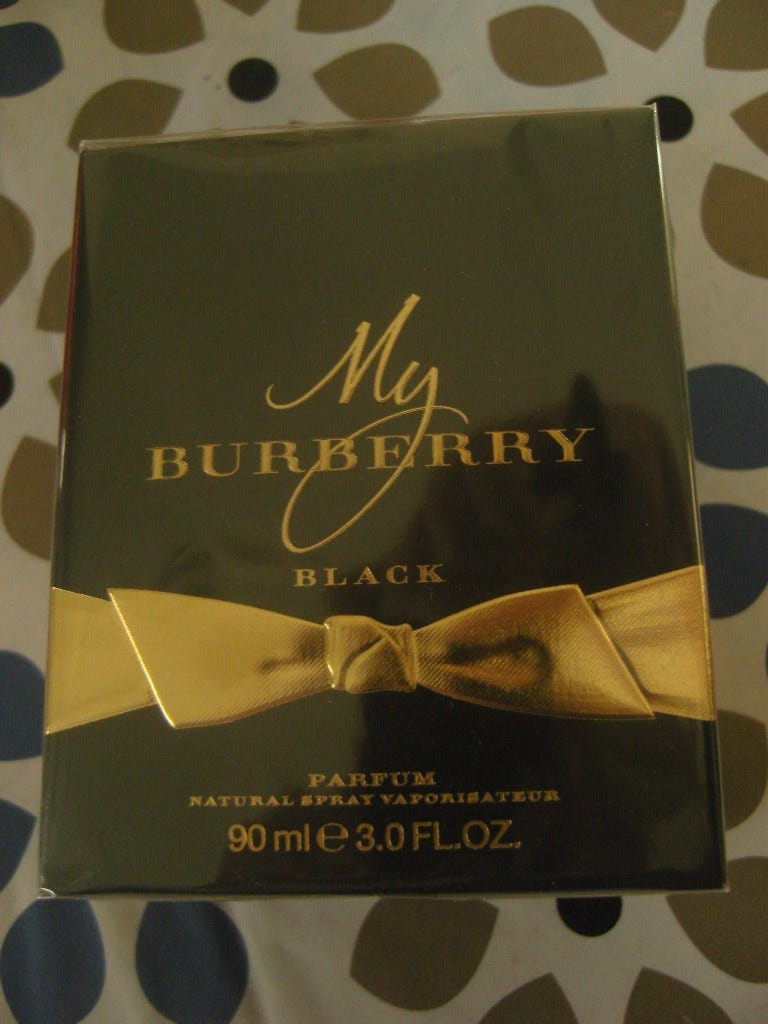 My
BURBERRY
BLACK
PARFUM
NATURAL SPRAY VAPORISATEUR
90 ml e 3.0 FL.OZ.